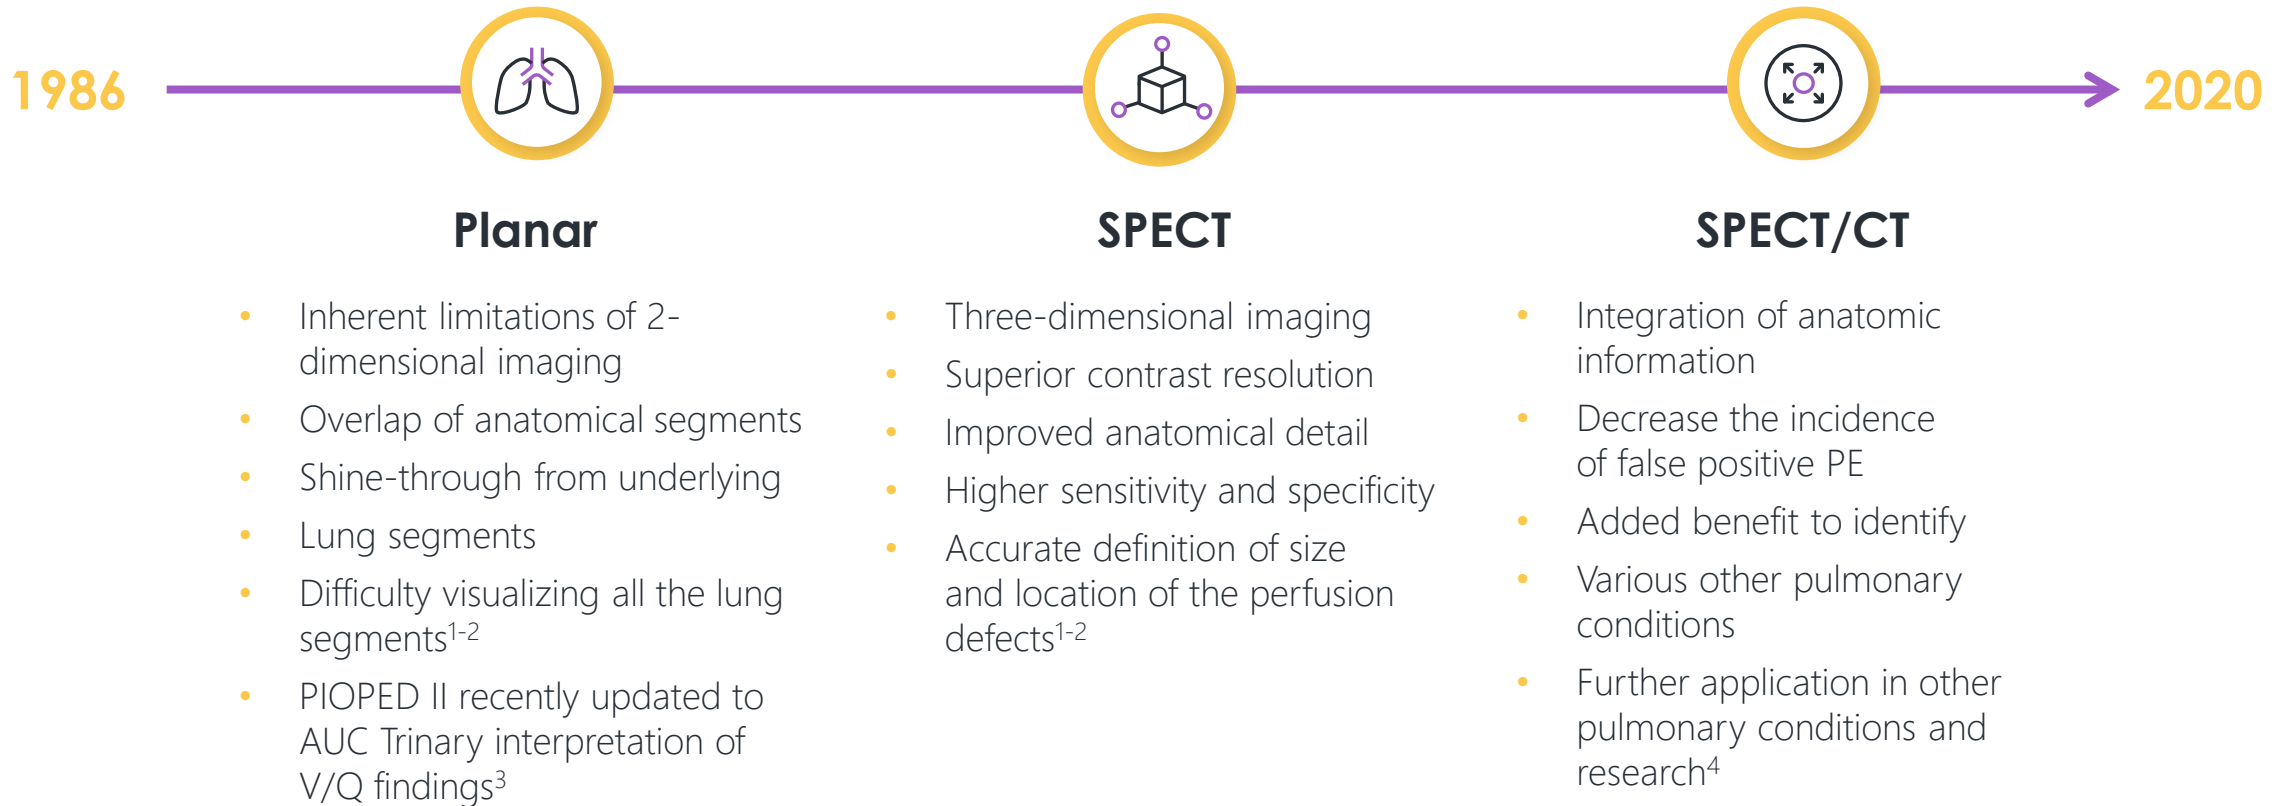 1986
2020
Planar
• Inherent limitations of 2-
dimensional imaging
• Overlap of anatomical segments
• Shine-through from underlying
• Lung segments
• Difficulty visualizing all the lung
segments1-2
• PIOPED II recently updated to
AUC Trinary interpretation of
V/Q findings3
SPECT
• Three-dimensional imaging
• Superior contrast resolution
• Improved anatomical detail
• Higher sensitivity and specificity
• Accurate definition of size
and location of the perfusion
defects1-2
SPECT/CT
• Integration of anatomic
information
• Decrease the incidence
of false positive PE
• Added benefit to identify
• Various other pulmonary
conditions
• Further application in other
pulmonary conditions and
research4